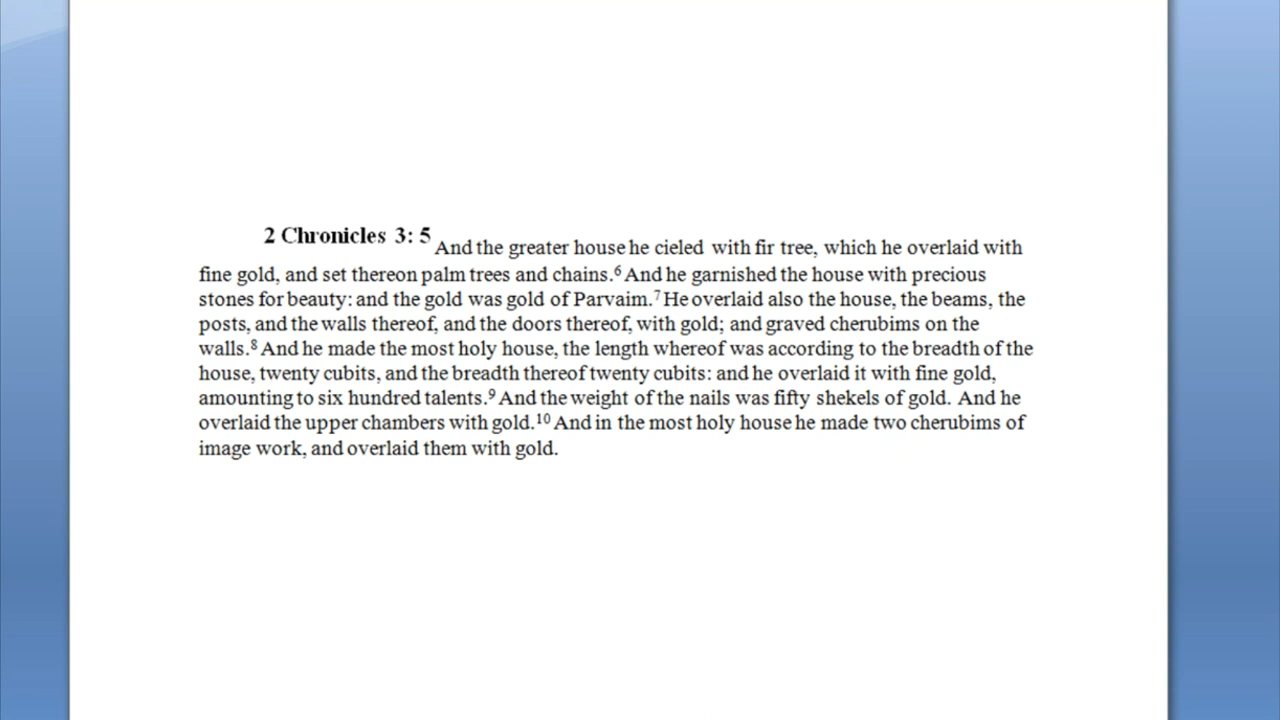 2 Chronicles 3: 5 And the greater house he cieled with fir tree, which he overlaid with
fine gold, and set thereon palm trees and chains.⁶ And he garnished the house with precious
stones for beauty: and the gold was gold of Parvaim.⁷ He overlaid also the house, the beams, the
posts, and the walls thereof, and the doors thereof, with gold; and graved cherubims on the
walls.⁸ And he made the most holy house, the length whereof was according to the breadth of the
house, twenty cubits, and the breadth thereof twenty cubits: and he overlaid it with fine gold,
amounting to six hundred talents.⁹ And the weight of the nails was fifty shekels of gold. And he
overlaid the upper chambers with gold.¹⁰ And in the most holy house he made two cherubims of
image work, and overlaid them with gold.